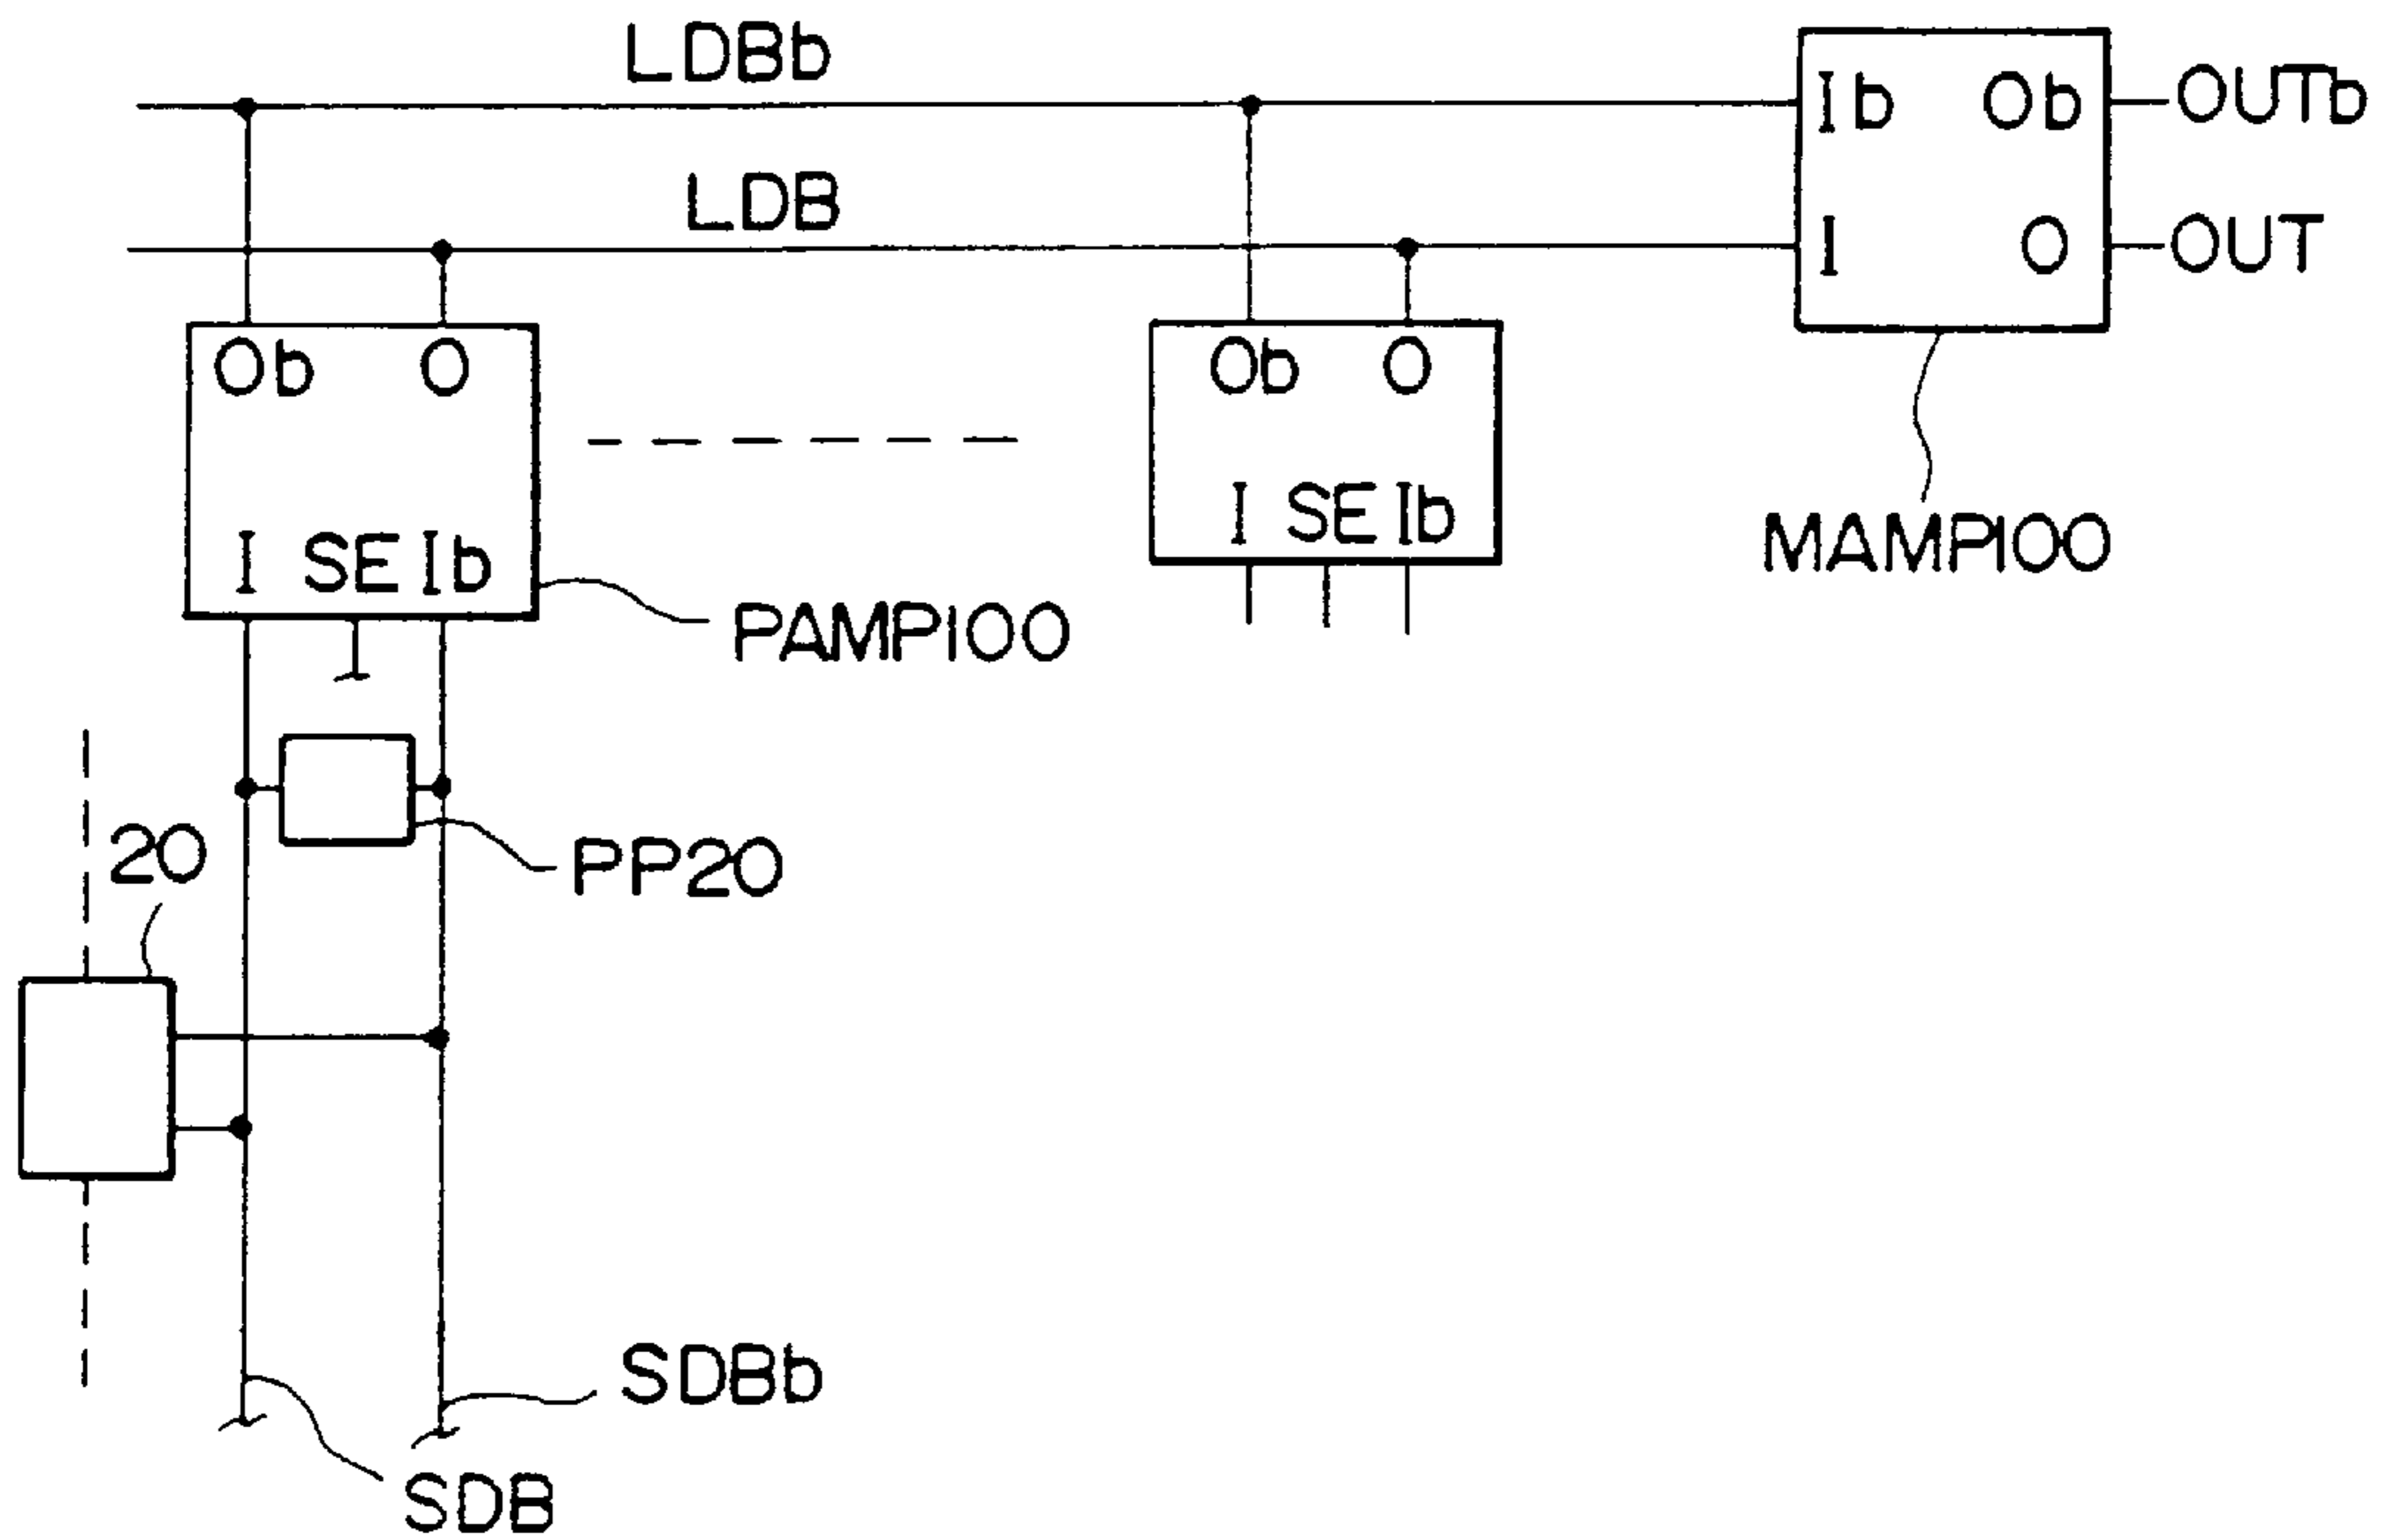 LDBb
Ib Ob OUTb
LDB
I O OUT
Ob O
Ob O
I SE Ib
I SE Ib
MAMP100
PAMP100
20
PP20
SDBb
SDB